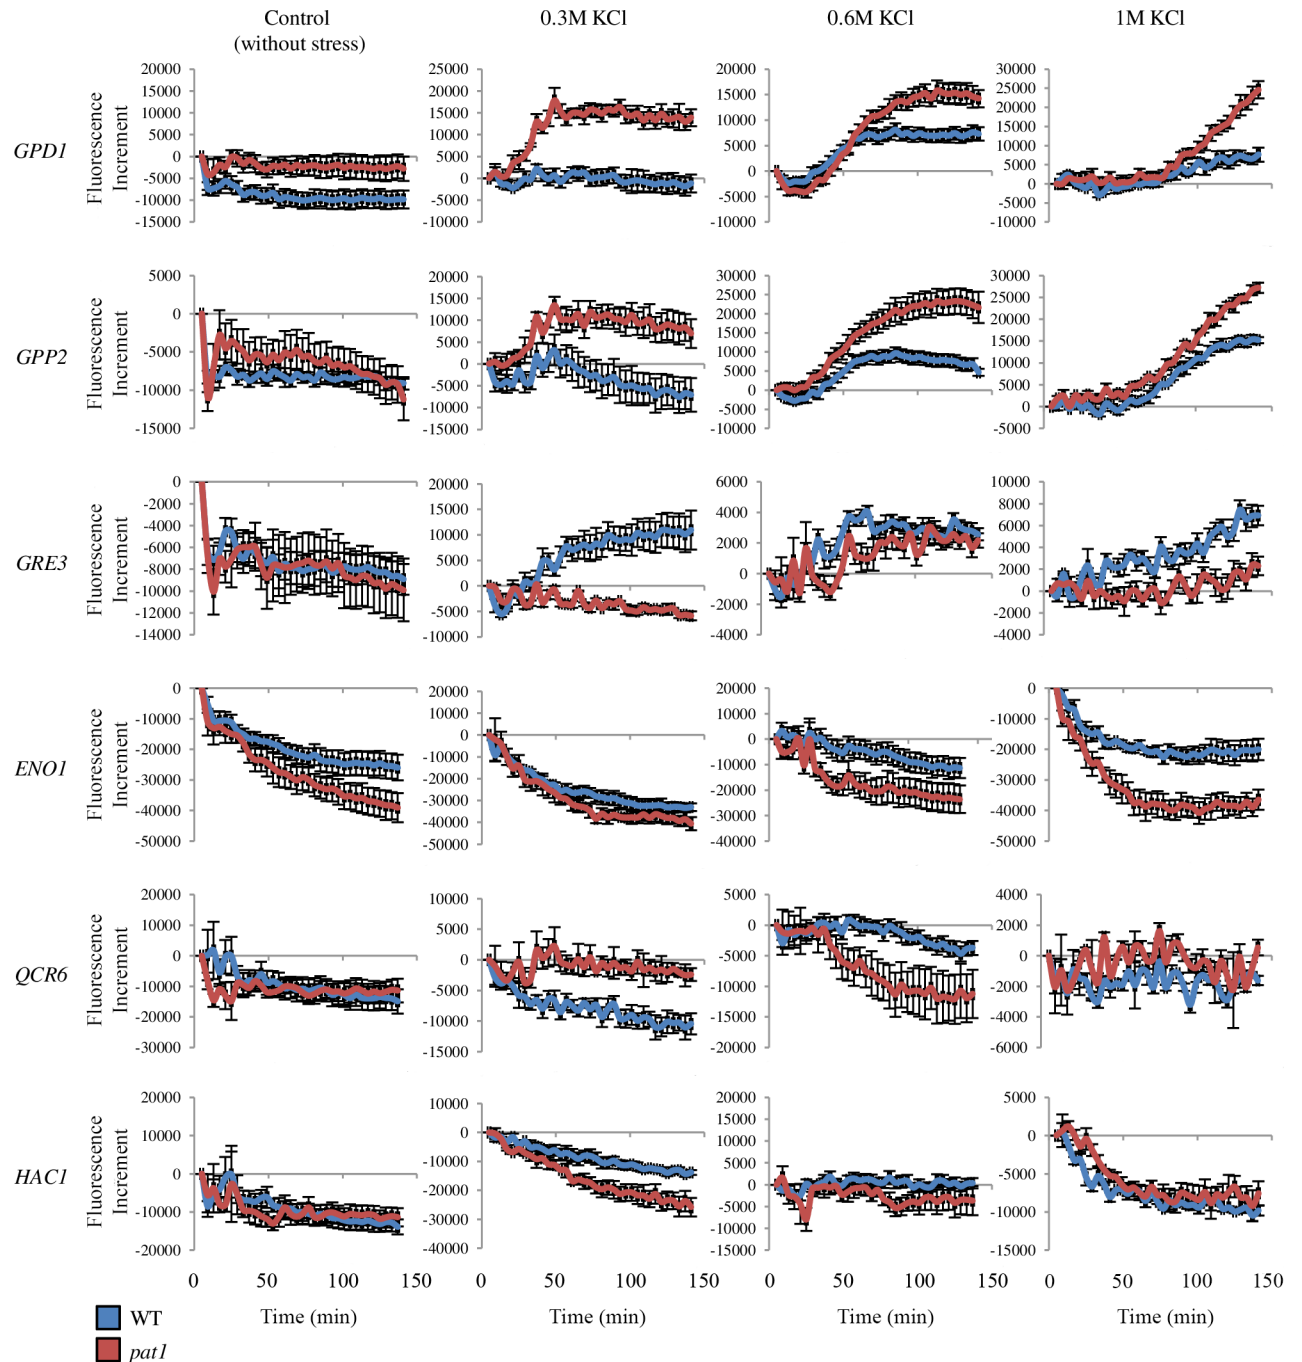 Control 0.3M KCl 0.6M KCl 1M KCl
(without stress)
GPD1
Fluorescence
Increment
20000 15000 10000 5000 0 -5000 -10000 -15000
25000 20000 15000 10000 5000 0 -5000 -10000
20000 15000 10000 5000 0 -5000 -10000
30000 25000 20000 15000 10000 5000 0 -5000 -10000
GPP2
Fluorescence
Increment
5000 0 -5000 -10000 -15000
20000 15000 10000 5000 0 -5000 -10000 -15000
30000 25000 20000 15000 10000 5000 0 -5000 -10000
30000 25000 20000 15000 10000 5000 0 -5000
GRE3
Fluorescence
Increment
0 -2000 -4000 -6000 -8000 -10000 -12000 -14000
20000 15000 10000 5000 0 -5000 -10000
6000 4000 2000 0 -2000 -4000
10000 8000 6000 4000 2000 0 -2000 -4000
ENO1
Fluorescence
Increment
0 -10000 -20000 -30000 -40000 -50000
20000 10000 0 -10000 -20000 -30000 -40000 -50000
20000 10000 0 -10000 -20000 -30000 -40000
0 -10000 -20000 -30000 -40000 -50000
QCR6
Fluorescence
Increment
20000 10000 0 -10000 -20000 -30000
10000 5000 0 -5000 -10000 -15000
5000 0 -5000 -10000 -15000 -20000
4000 2000 0 -2000 -4000 -6000
HAC1
Fluorescence
Increment
20000 10000 0 -10000 -20000
10000 0 -10000 -20000 -30000 -40000
20000 15000 10000 5000 0 -5000 -10000 -15000
5000 0 -5000 -10000 -15000
0 50 100 150 0 50 100 150 0 50 100 150 0 50 100 150
Time (min) Time (min) Time (min) Time (min)
WT
pat1